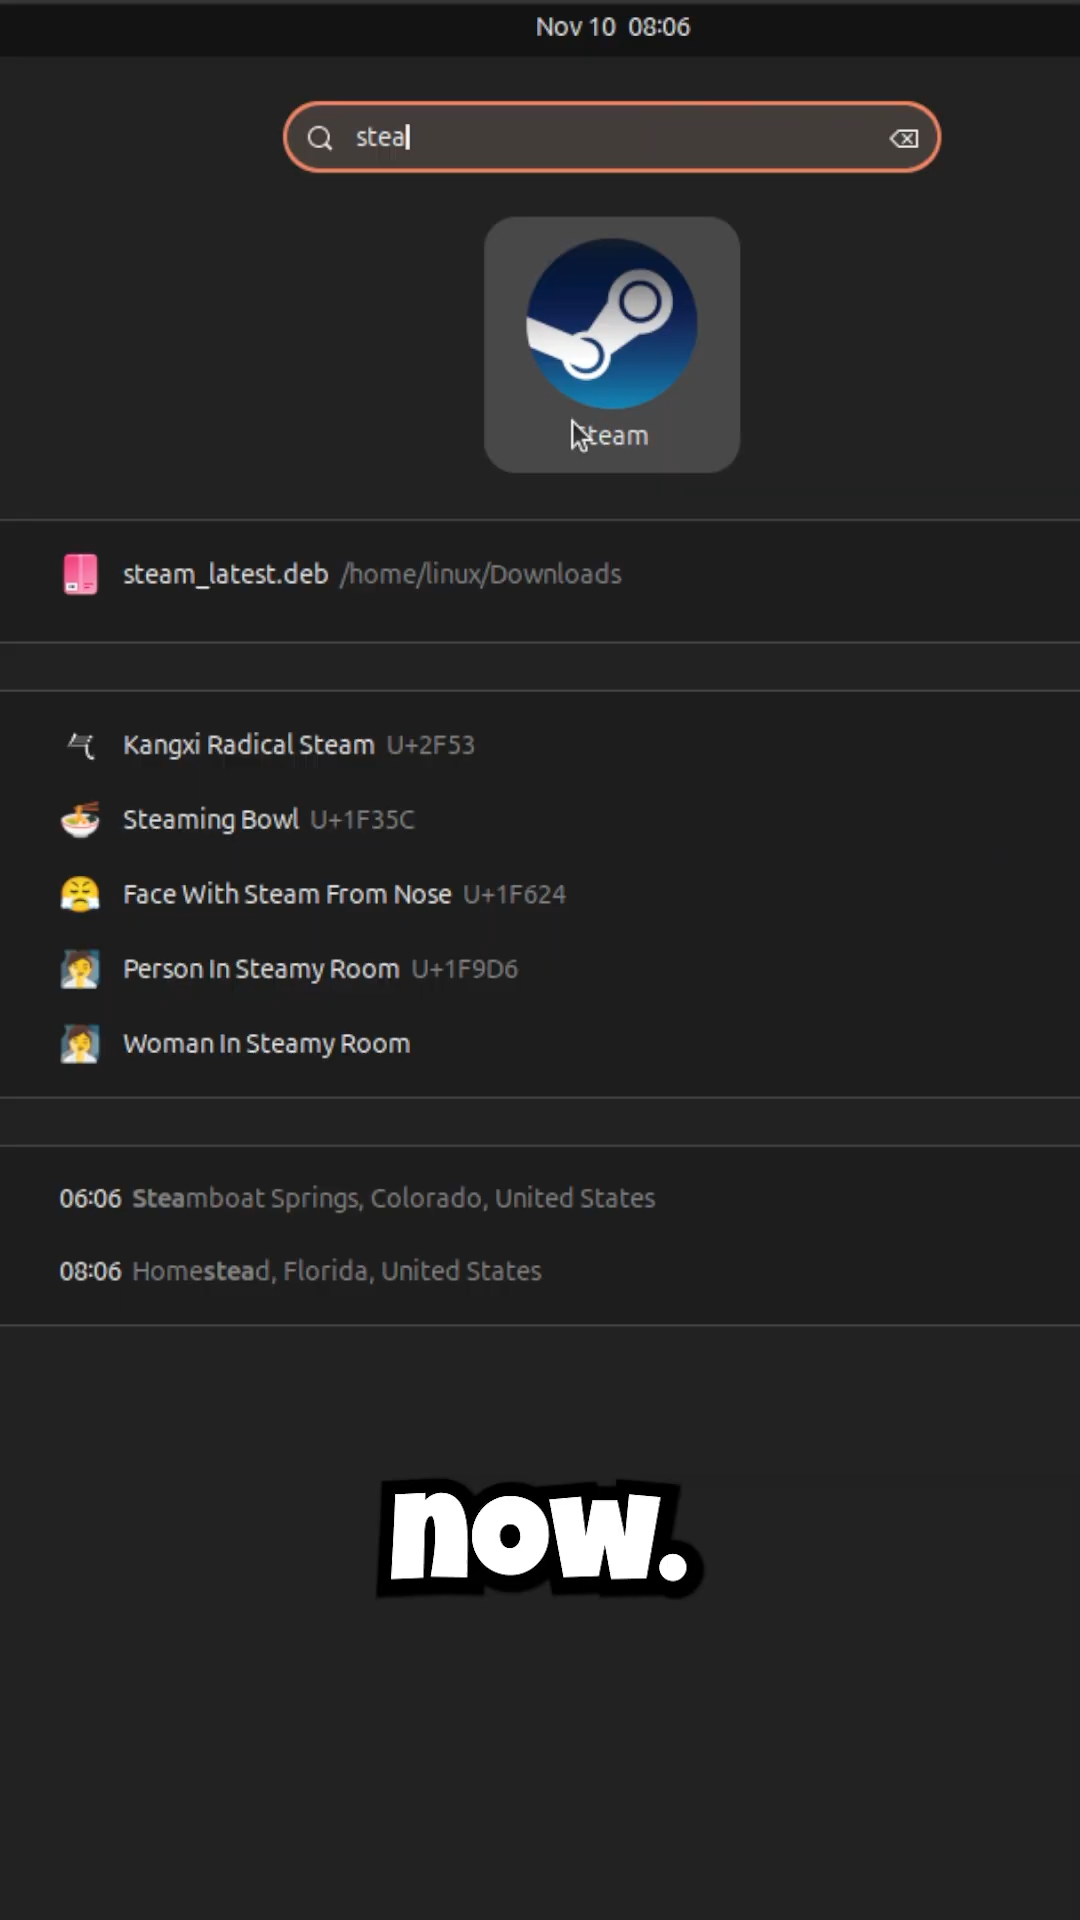 Nov 10 08:06
stea
Steam
steam_latest.deb /home/linux/Downloads
Kangxi Radical Steam U+2F53
Steaming Bowl U+1F35C
Face With Steam From Nose U+1F624
Person In Steamy Room U+1F9D6
Woman In Steamy Room
06:06 Steamboat Springs, Colorado, United States
08:06 Homestead, Florida, United States
now.